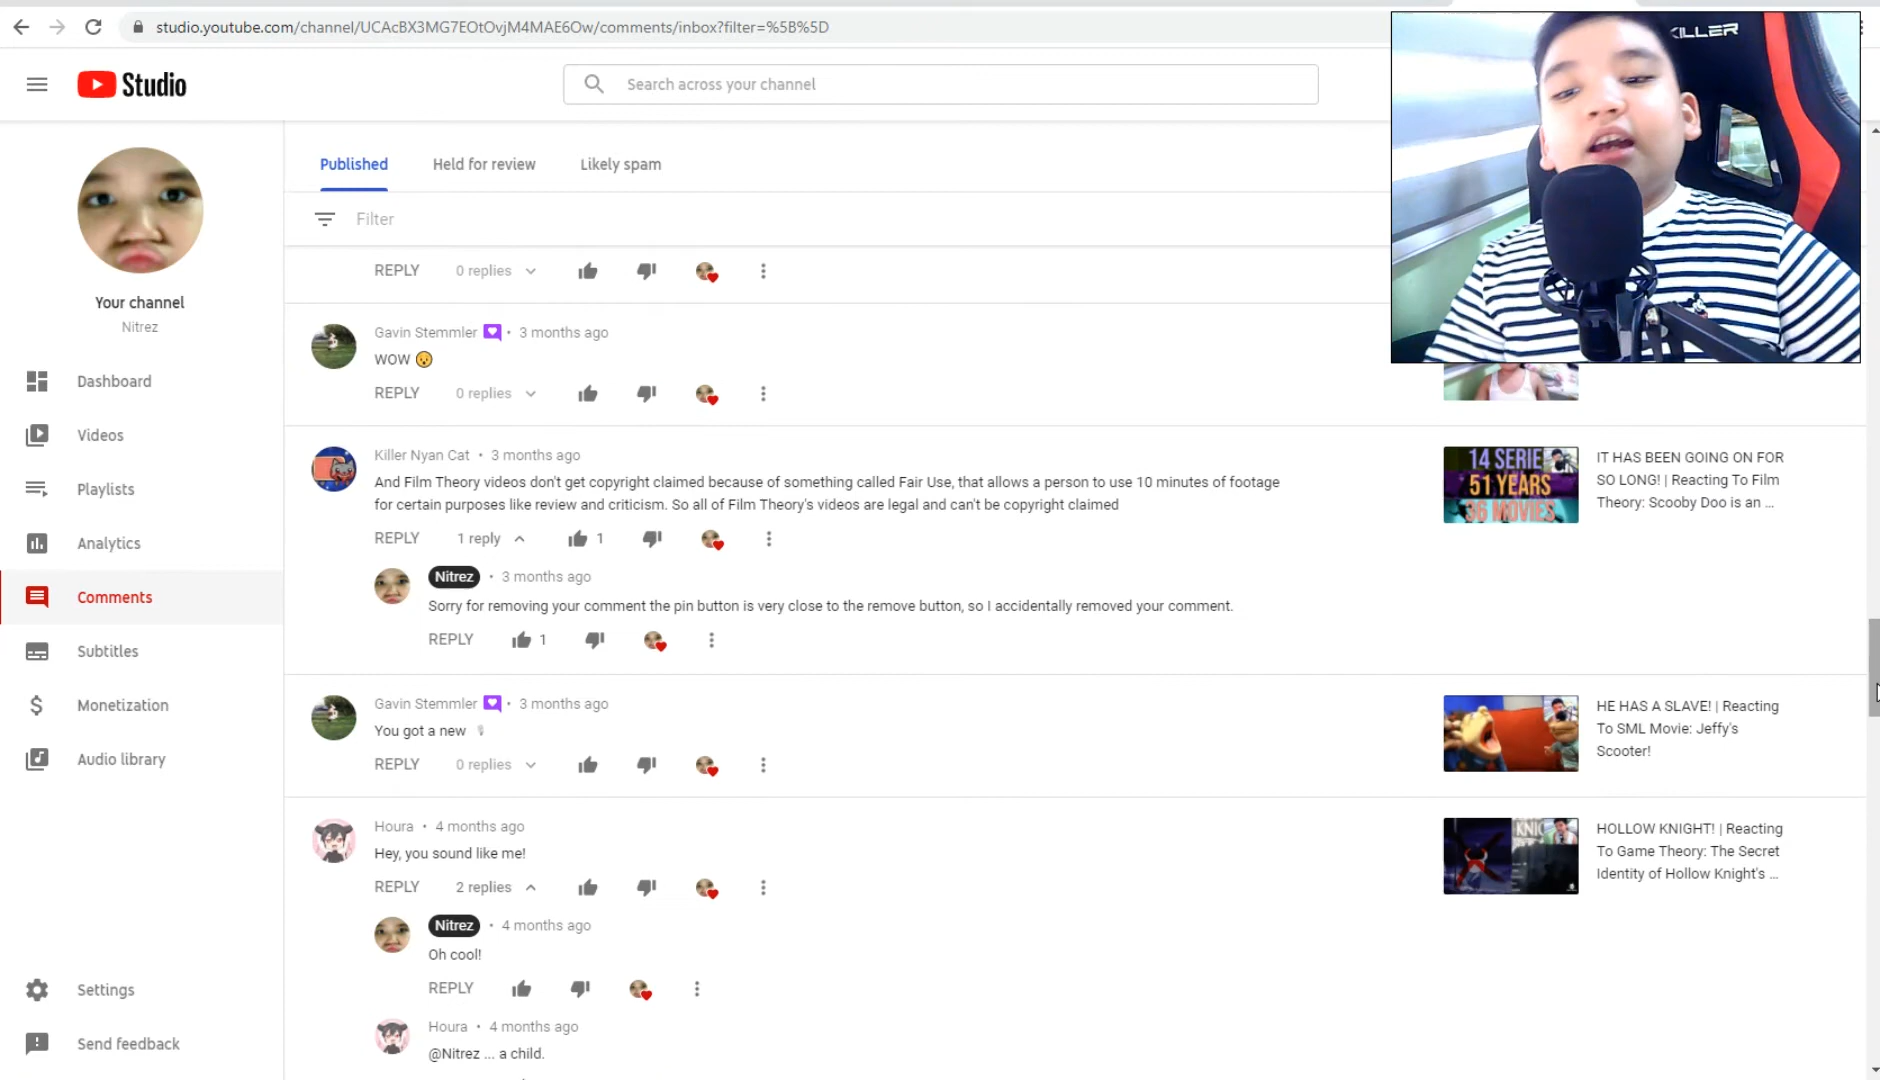 studio.youtube.com/channel/UCAcBX3MG7EOtOvjM4MAE6Ow/comments/inbox?filter=%5B%5D
Studio
Search across your channel
KILLER
Your channel
Nitrez
Dashboard
Videos
Playlists
Analytics
Comments
Subtitles
Monetization
Audio library
Settings
Send feedback
Published Held for review Likely spam
Filter
REPLY 0 replies
Gavin Stemmler • 3 months ago
WOW 😯
REPLY 0 replies
Killer Nyan Cat • 3 months ago
And Film Theory videos don't get copyright claimed because of something called Fair Use, that allows a person to use 10 minutes of footage
for certain purposes like review and criticism. So all of Film Theory's videos are legal and can't be copyright claimed
REPLY 1 reply 1
14 SERIE
51 YEARS
36 MOVIES
IT HAS BEEN GOING ON FOR
SO LONG! | Reacting To Film
Theory: Scooby Doo is an ...
Nitrez • 3 months ago
Sorry for removing your comment the pin button is very close to the remove button, so I accidentally removed your comment.
REPLY 1
Gavin Stemmler • 3 months ago
You got a new
REPLY 0 replies
HE HAS A SLAVE! | Reacting
To SML Movie: Jeffy's
Scooter!
Houra • 4 months ago
Hey, you sound like me!
REPLY 2 replies
HOLLOW KNIGHT! | Reacting
To Game Theory: The Secret
Identity of Hollow Knight's ...
Nitrez • 4 months ago
Oh cool!
REPLY
Houra • 4 months ago
@Nitrez ... a child.